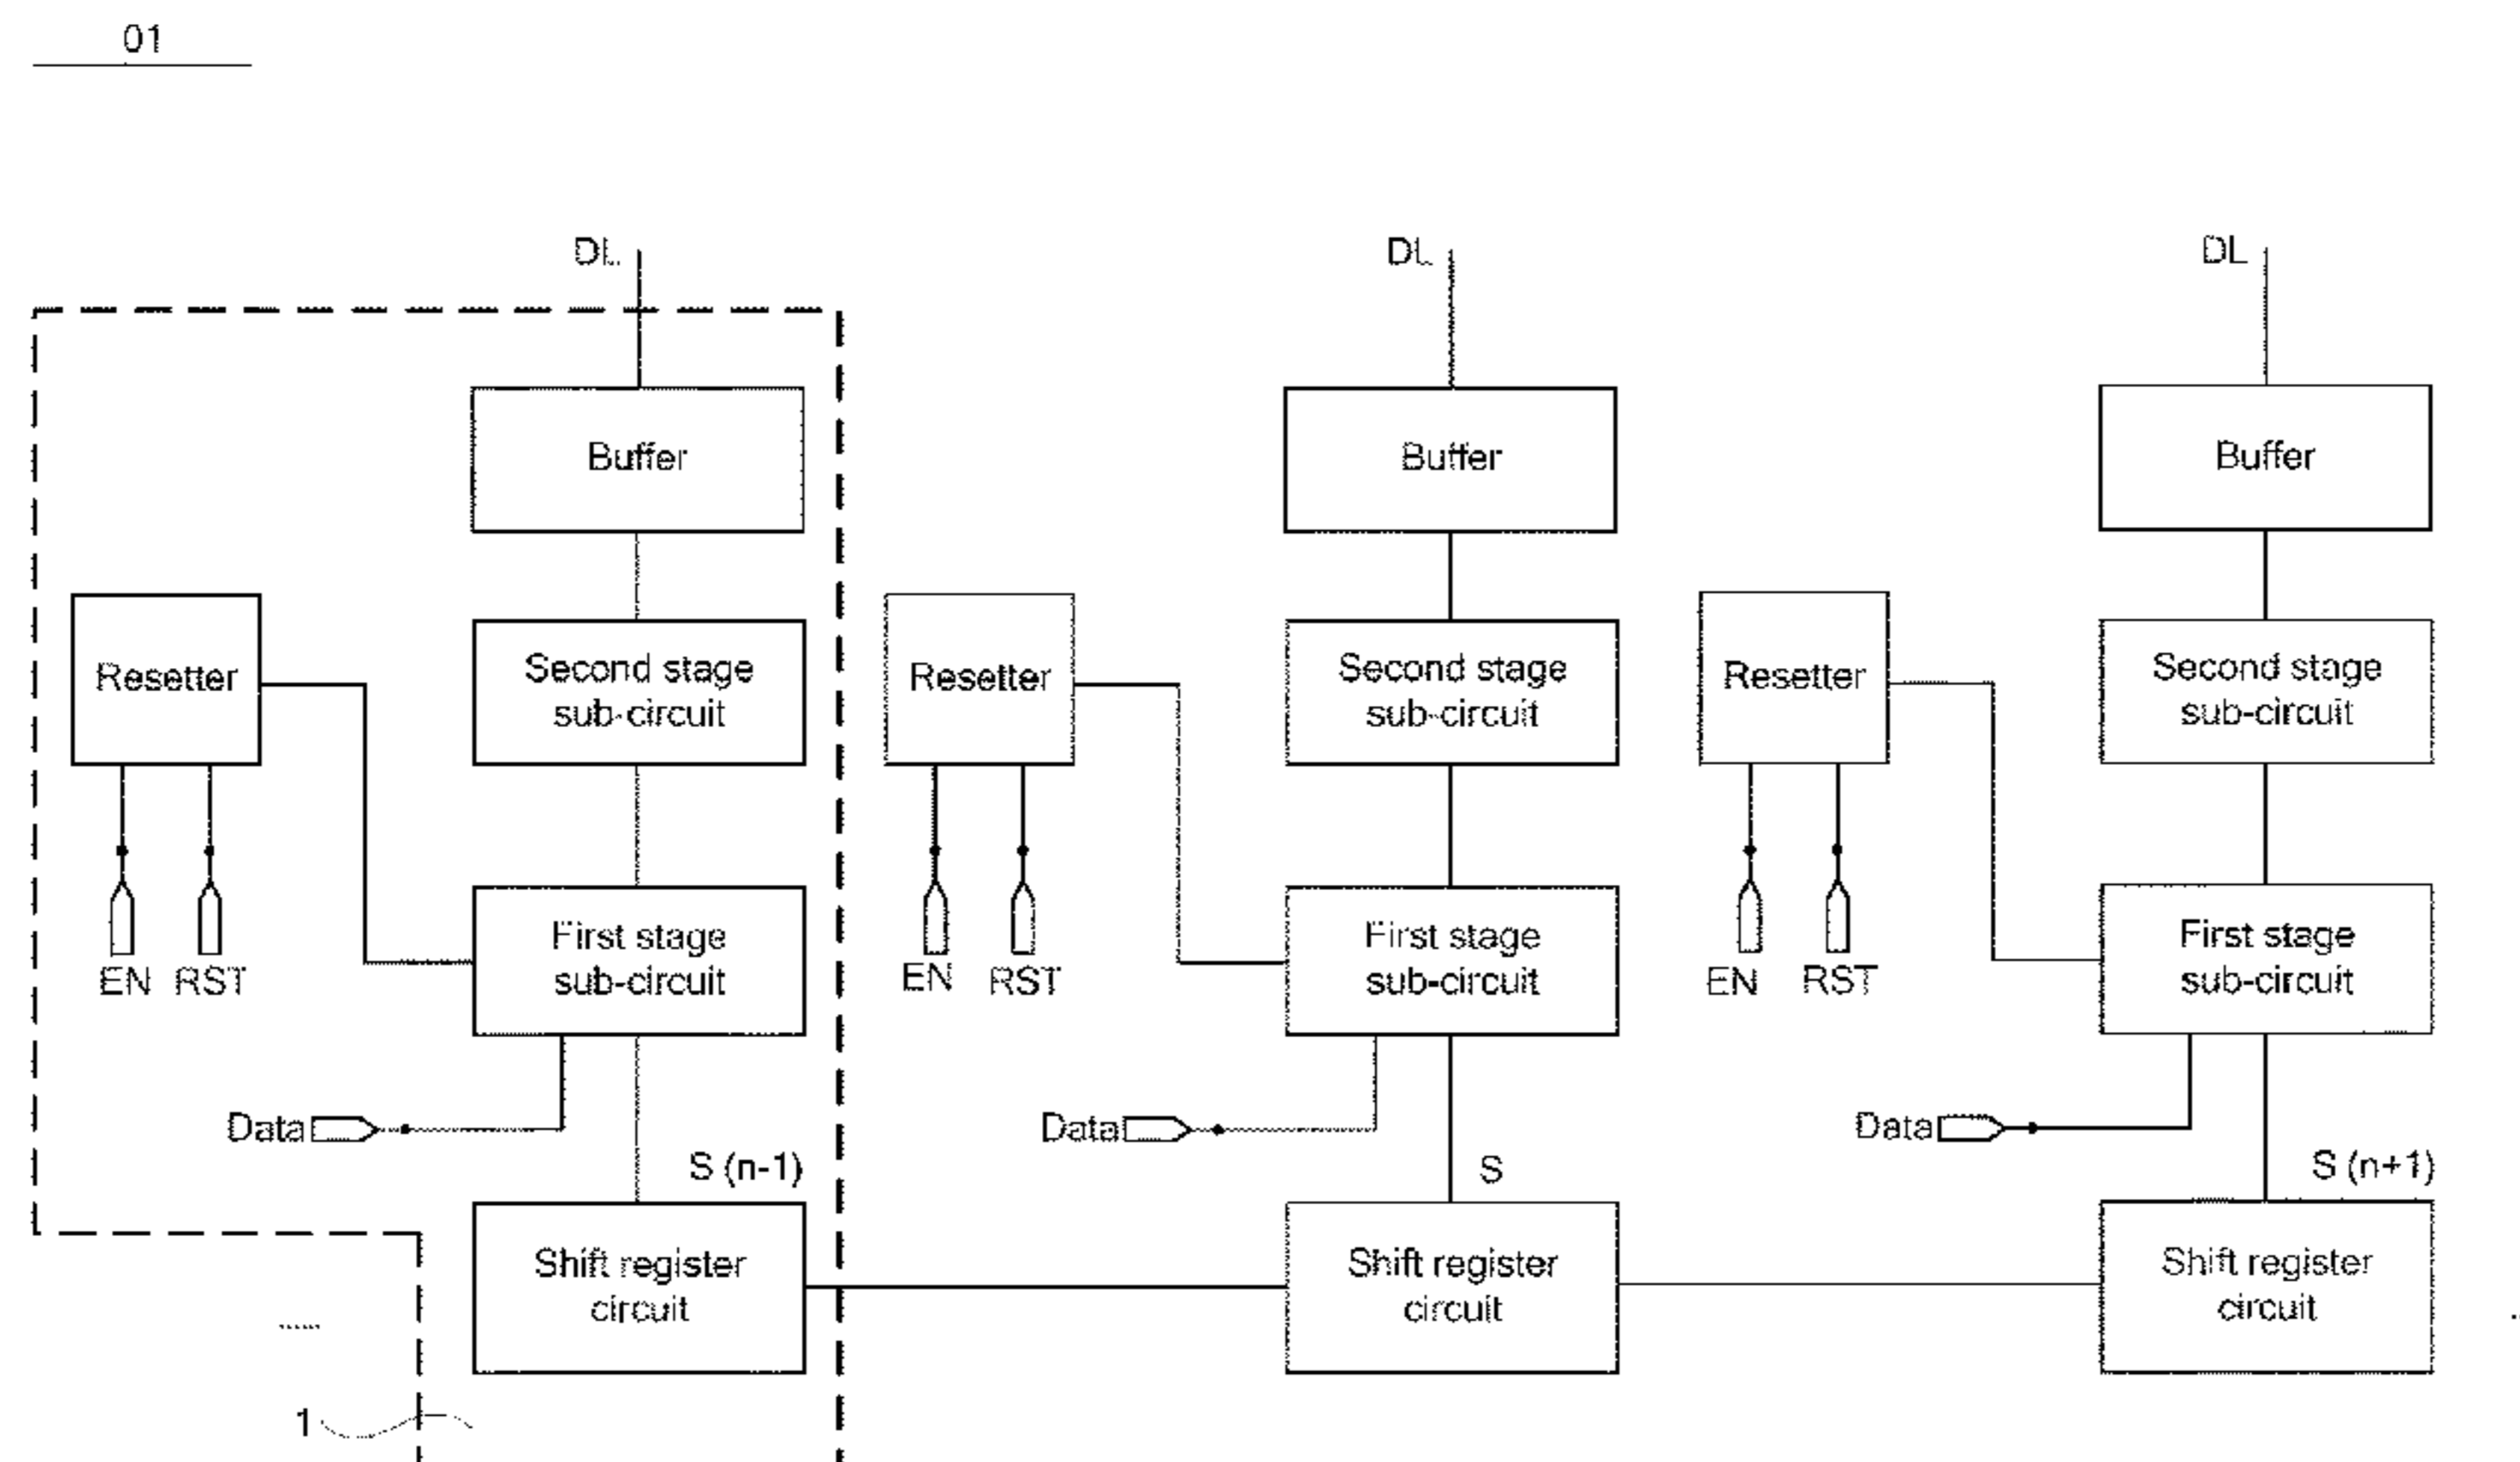 01
DL
DL
DL
Buffer
Buffer
Buffer
Resetter
Second stage
sub-circuit
Resetter
Second stage
sub-circuit
Resetter
Second stage
sub-circuit
First stage
sub-circuit
First stage
sub-circuit
First stage
sub-circuit
EN RST
EN RST
EN RST
Data
Data
Data
S (n-1)
S
S (n+1)
Shift register
circuit
Shift register
circuit
Shift register
circuit
1